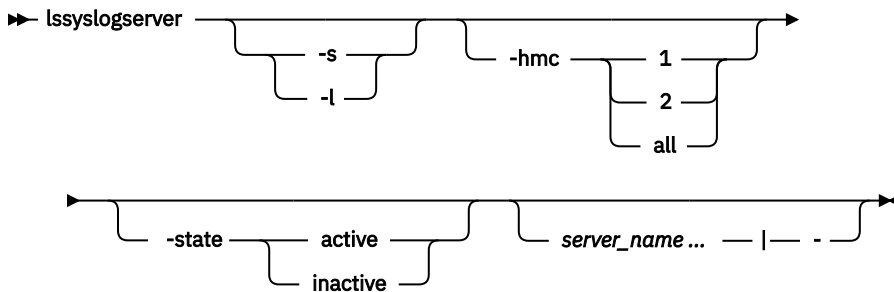 lssyslogserver
-s
-l
-hmc 1
2
all
-state active
inactive
server_name ... | -